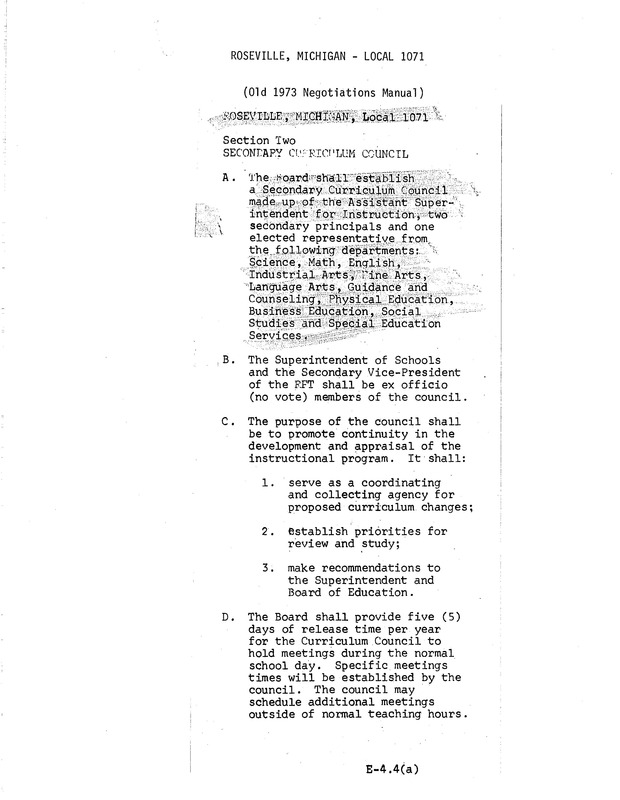 ROSEVILLE, MICHIGAN - LOCAL 1071
(Old 1973 Negotiations Manual)
ROSEVILLE, MICHIGAN, Local 1071
Section Two
SECONDARY CURRICULUM COUNCIL
A. The Board shall establish
a Secondary Curriculum Council
made up of the Assistant Super-
intendent for Instruction, two
secondary principals and one
elected representative from
the following departments:
Science, Math, English,
Industrial Arts, Fine Arts,
Language Arts, Guidance and
Counseling, Physical Education,
Business Education, Social
Studies and Special Education
Services.
B. The Superintendent of Schools
and the Secondary Vice-President
of the RFT shall be ex officio
(no vote) members of the council.
C. The purpose of the council shall
be to promote continuity in the
development and appraisal of the
instructional program. It shall:
1. serve as a coordinating
and collecting agency for
proposed curriculum changes;
2. establish priorities for
review and study;
3. make recommendations to
the Superintendent and
Board of Education.
D. The Board shall provide five (5)
days of release time per year
for the Curriculum Council to
hold meetings during the normal
school day. Specific meetings
times will be established by the
council. The council may
schedule additional meetings
outside of normal teaching hours.
E-4.4(a)